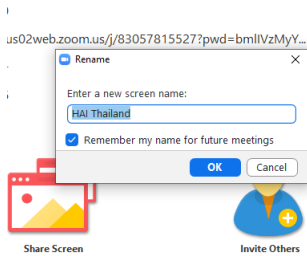 us02web.zoom.us/j/83057815527?pwd=bmlIVzMyY...
Rename
Enter a new screen name:
HAI Thailand
Remember my name for future meetings
OK Cancel
Share Screen Invite Others